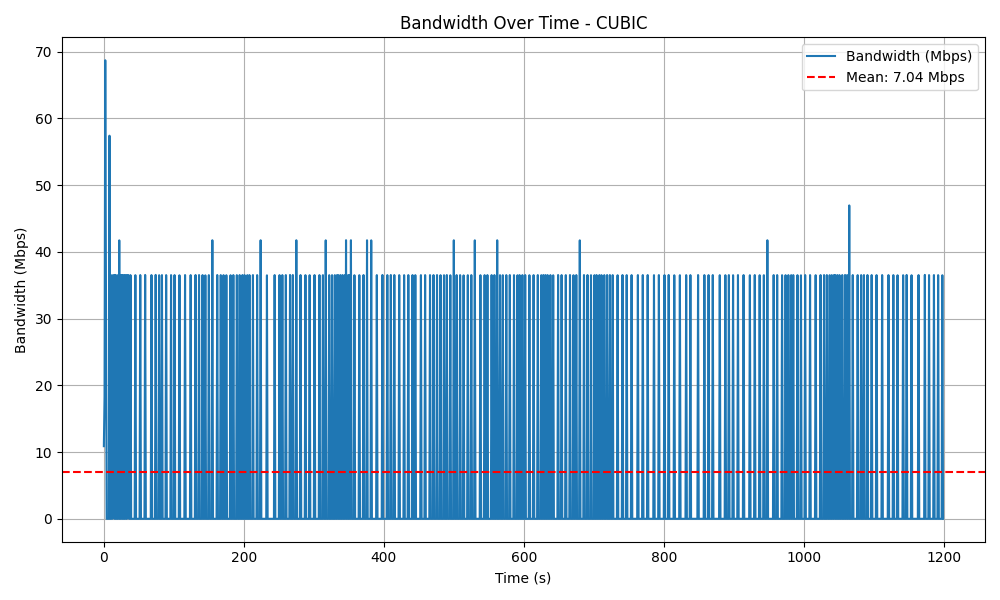 Bandwidth Over Time - CUBIC
Bandwidth (Mbps)
Mean: 7.04 Mbps
Bandwidth (Mbps)
70
60
50
40
30
20
10
0
0 200 400 600 800 1000 1200
Time (s)